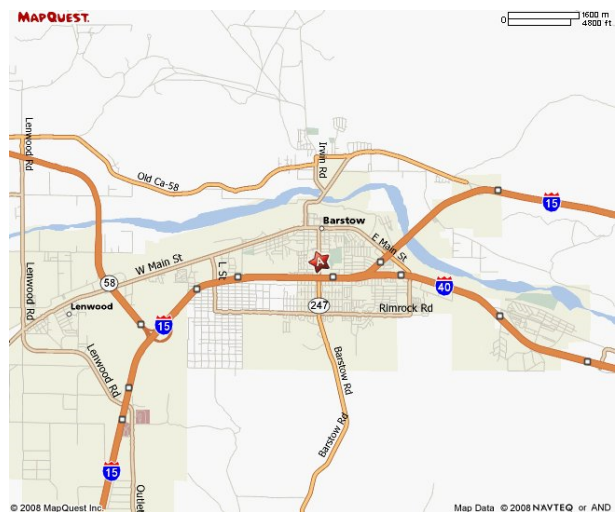 MAPQUEST.
0
1600 m
4800 ft
Lenwood Rd
Old Ca-58
Irwin Rd
15
Barstow
E Main St
W Main St
L St
A
58
40
247
Rimrock Rd
Lenwood Rd
Lenwood
15
Lenwood Rd
Barstow Rd
Barstow Rd
15
Outlet
© 2008 MapQuest Inc.
Map Data © 2008 NAVTEQ or AND